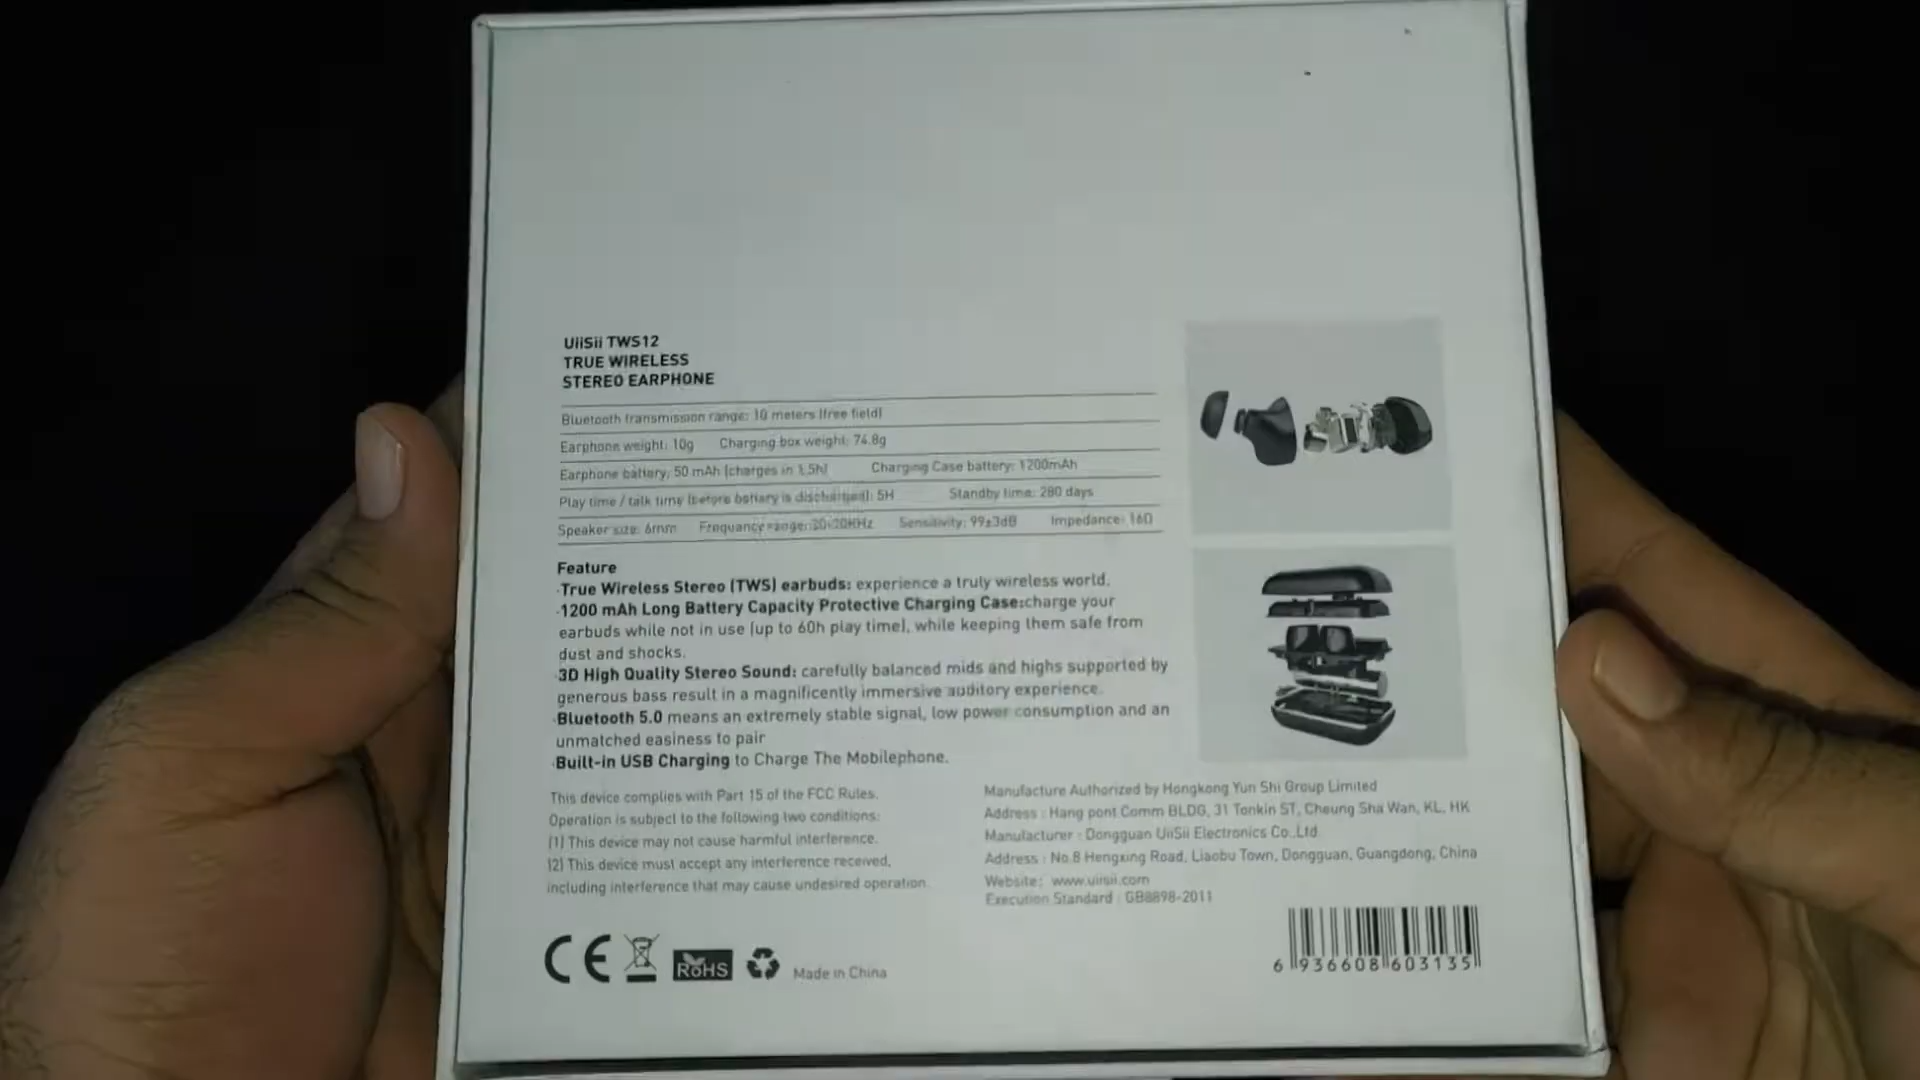 UiiSii TWS12
TRUE WIRELESS
STEREO EARPHONE
Bluetooth transmission range: 10 meters (free field)
Earphone weight: 10g Charging box weight: 74.8g
Earphone battery: 50 mAh (charges in 1.5h) Charging Case battery: 1200mAh
Play time / talk time (before battery is discharged): 5H Standby time: 280 days
Speaker size: 6mm Frequency range: 20-20KHz Sensitivity: 99±3dB Impedance: 16Ω
Feature
·True Wireless Stereo (TWS) earbuds: experience a truly wireless world.
·1200 mAh Long Battery Capacity Protective Charging Case:charge your
earbuds while not in use (up to 60h play time), while keeping them safe from
dust and shocks.
·3D High Quality Stereo Sound: carefully balanced mids and highs supported by
generous bass result in a magnificently immersive auditory experience.
·Bluetooth 5.0 means an extremely stable signal, low power consumption and an
unmatched easiness to pair
·Built-in USB Charging to Charge The Mobilephone.
This device complies with Part 15 of the FCC Rules.
Operation is subject to the following two conditions:
(1) This device may not cause harmful interference.
(2) This device must accept any interference received,
including interference that may cause undesired operation.
Manufacture Authorized by Hongkong Yun Shi Group Limited
Address : Hang pont Comm BLDG, 31 Tonkin ST, Cheung Sha Wan, KL, HK
Manufacturer : Dongguan UiiSii Electronics Co.,Ltd
Address : No.8 Hengxing Road, Liaobu Town, Dongguan, Guangdong, China
Website: www.uiisii.com
Execution Standard : GB8898-2011
CE RoHS Made in China
6 936608 603135